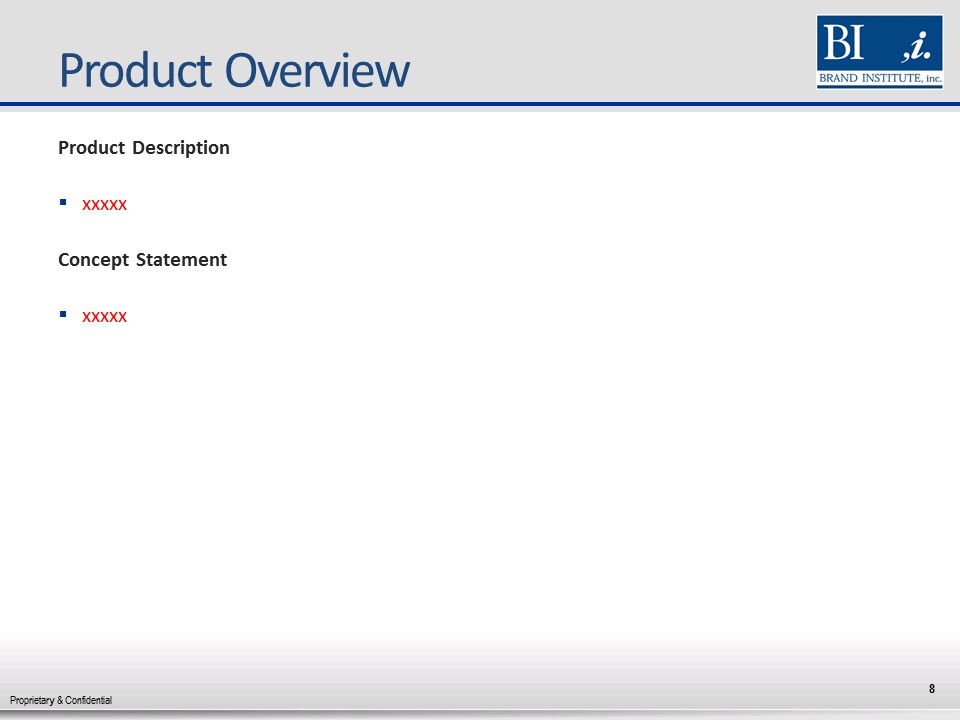 Product Overview
BI ,i.
BRAND INSTITUTE, inc.
Product Description
▪ xxxxx
Concept Statement
▪ xxxxx
8
Proprietary & Confidential